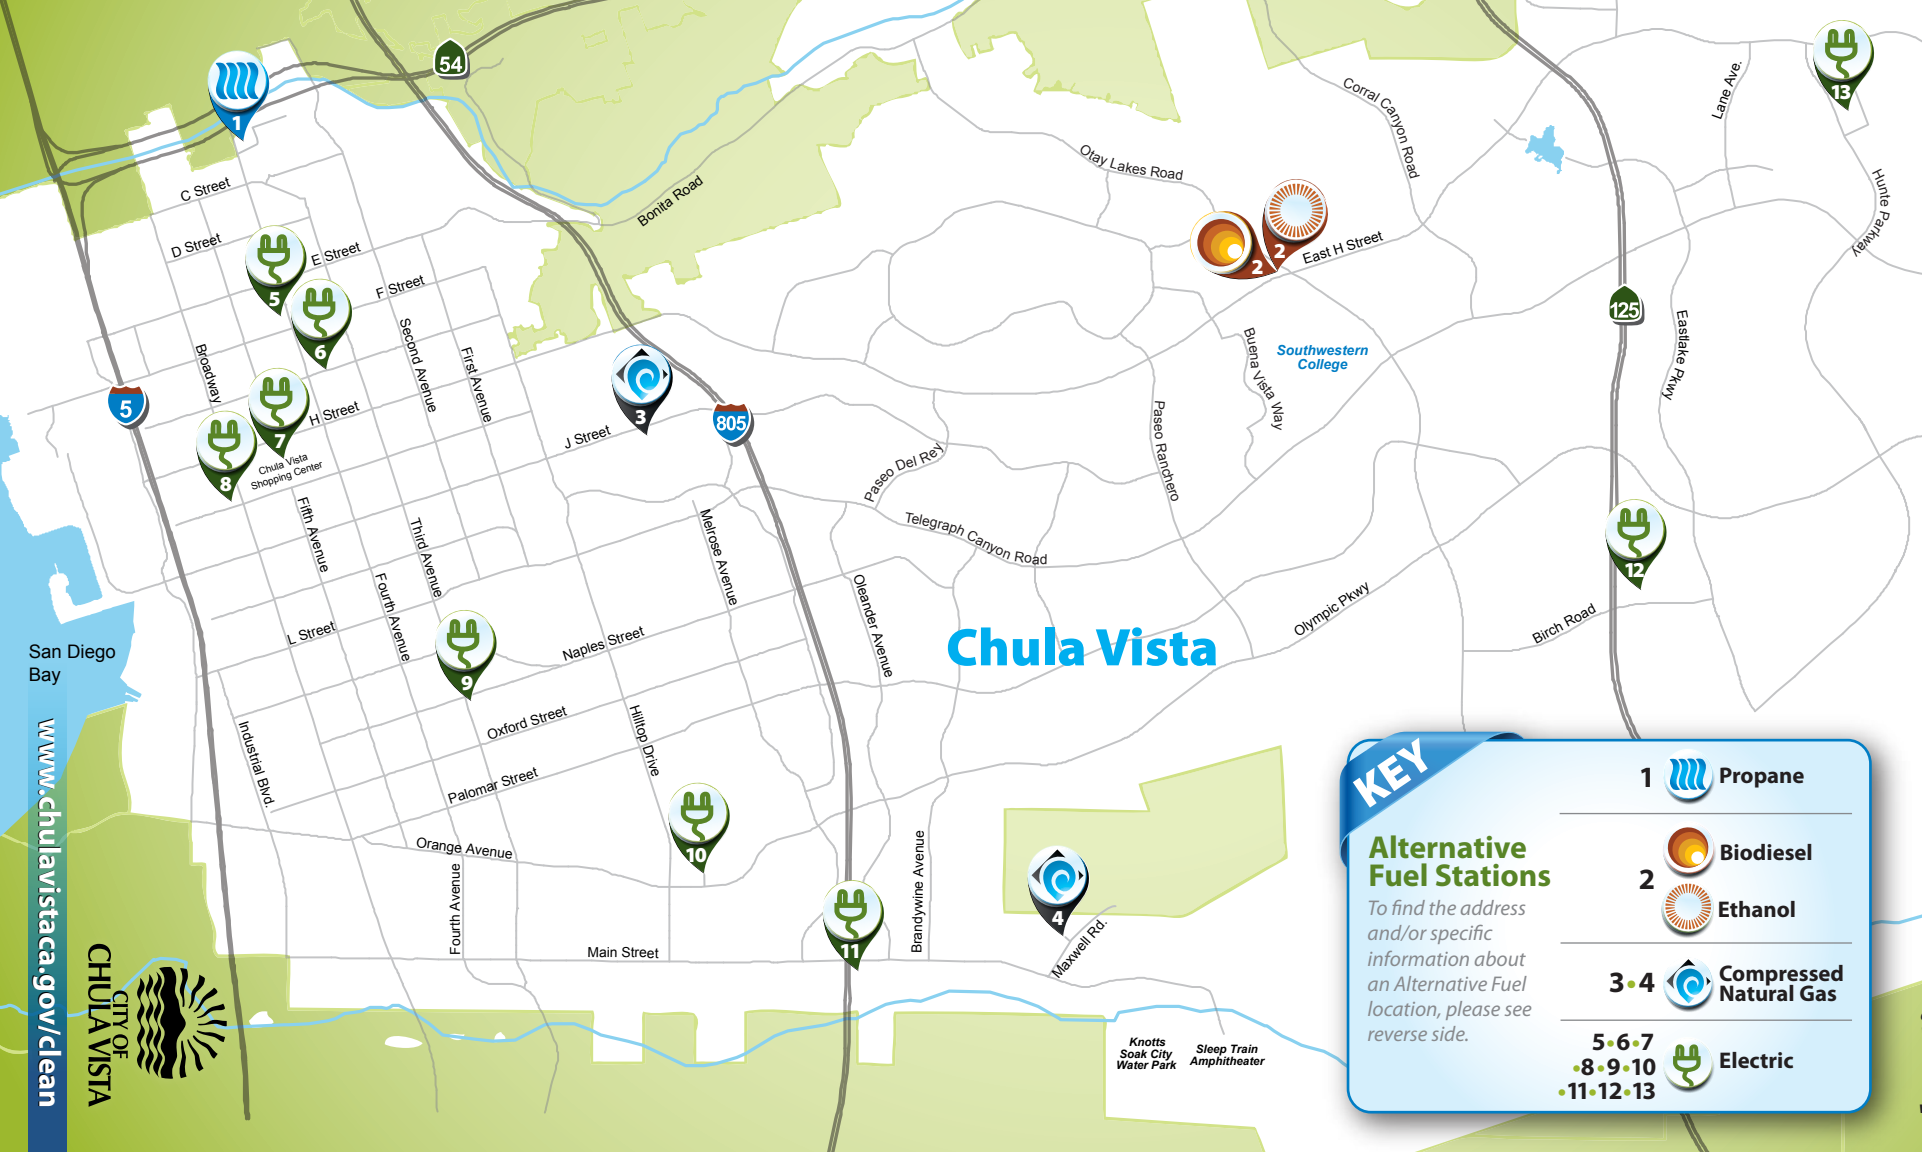 54
1
C Street
D Street
E Street
F Street
5
6
Broadway
Second Avenue
First Avenue
H Street
7
8
Chula Vista
Shopping Center
5
J Street
3
805
Bonita Road
Otay Lakes Road
Corral Canyon Road
Lane Ave.
13
Hunte Parkway
2
2
East H Street
125
Eastlake Pkwy
Buena Vista Way
Southwestern
College
Paseo Ranchero
Paseo Del Rey
Telegraph Canyon Road
Fifth Avenue
Third Avenue
Fourth Avenue
Melrose Avenue
Oleander Avenue
L Street
9
Naples Street
Chula Vista
Olympic Pkwy
Birch Road
12
San Diego
Bay
Oxford Street
Hilltop Drive
Industrial Blvd.
Palomar Street
Orange Avenue
10
Fourth Avenue
Main Street
11
Brandywine Avenue
4
Maxwell Rd.
Knotts
Soak City
Water Park
Sleep Train
Amphitheater
www.chulavistaca.gov/clean
CITY OF
CHULA VISTA
KEY
Alternative
Fuel Stations
To find the address
and/or specific
information about
an Alternative Fuel
location, please see
reverse side.
1 Propane
2 Biodiesel
Ethanol
3•4 Compressed
Natural Gas
5•6•7
•8•9•10
•11•12•13
Electric